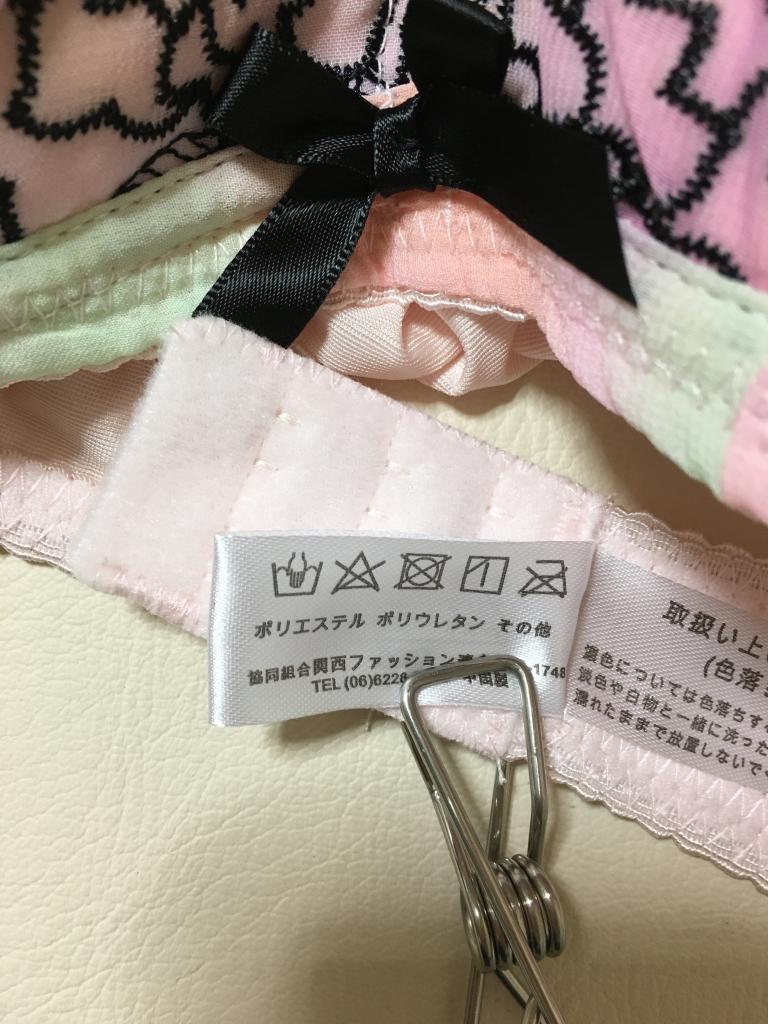 ポリエステル ポリウレタン その他
協同組合関西ファッション連 1748
TEL (06)6228 中国製
取扱い上
(色落
濃色については色落ちす
淡色や白物と一緒に洗った
濡れたままで放置しないで